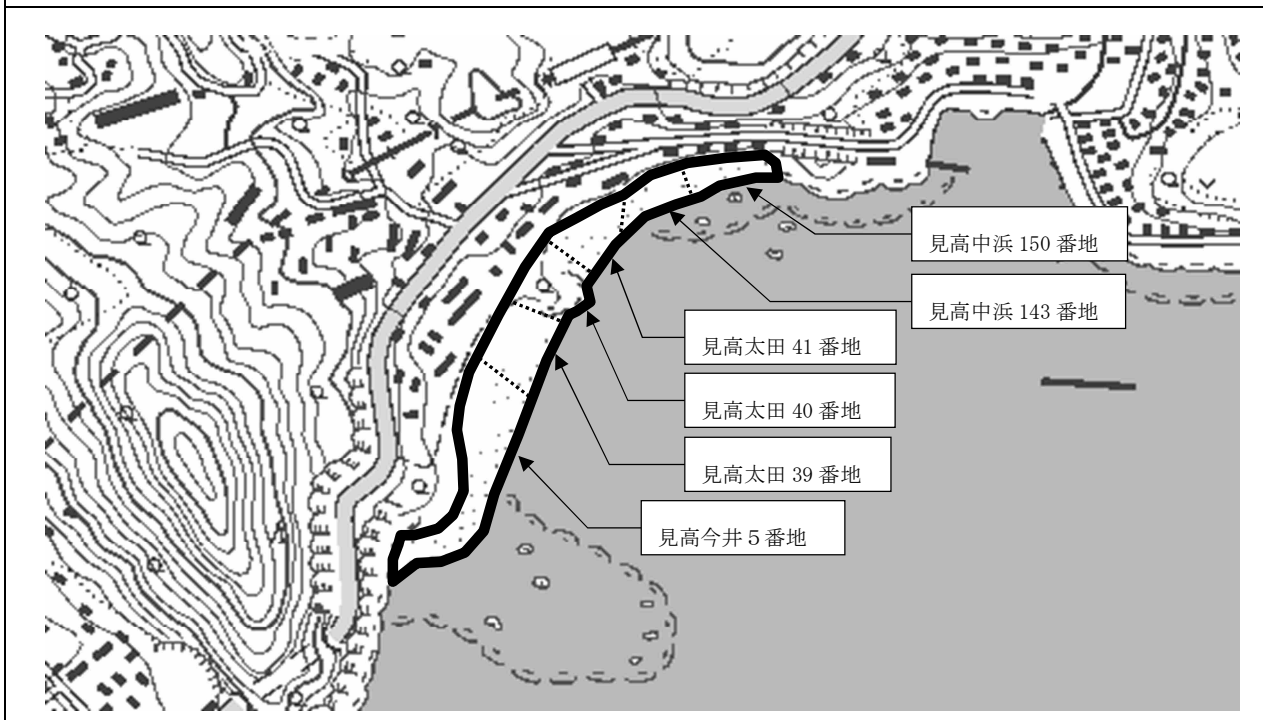 見高中浜 150 番地
見高中浜 143 番地
見高太田 41 番地
見高太田 40 番地
見高太田 39 番地
見高今井５番地